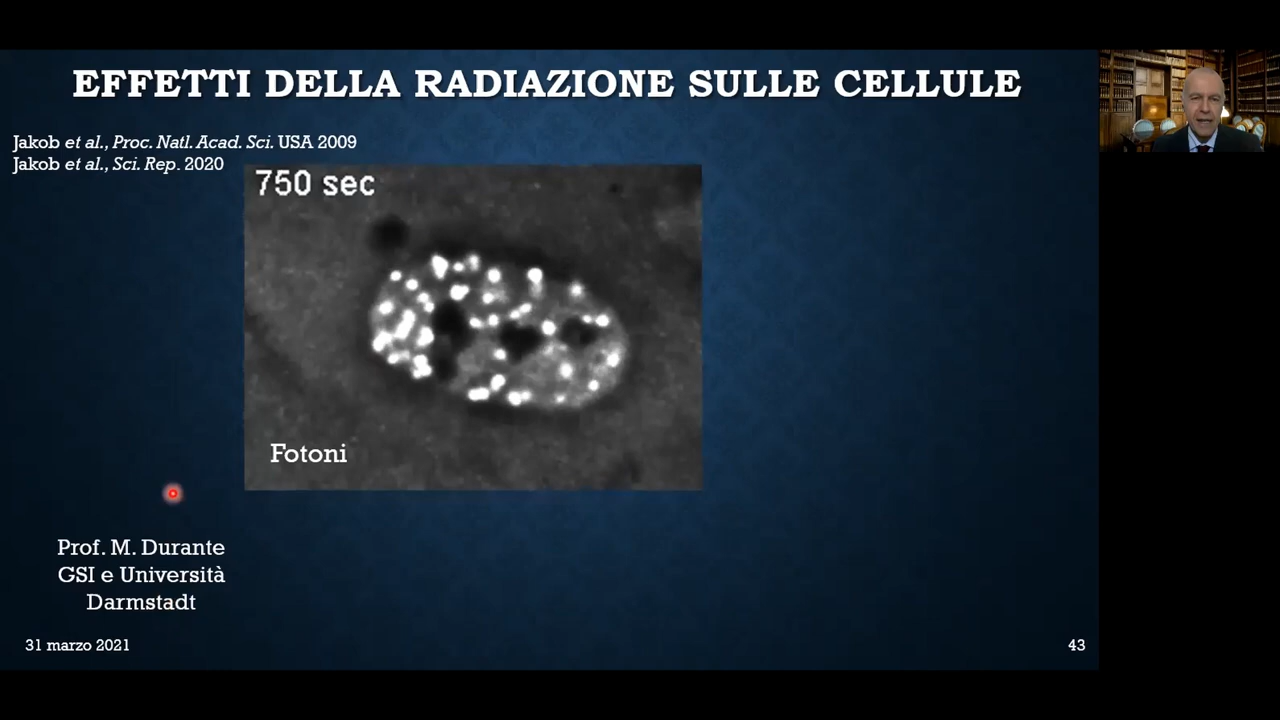 EFFETTI DELLA RADIAZIONE SULLE CELLULE
Jakob et al., Proc. Natl. Acad. Sci. USA 2009
Jakob et al., Sci. Rep. 2020
750 sec
Fotoni
Prof. M. Durante
GSI e Università
Darmstadt
31 marzo 2021
43